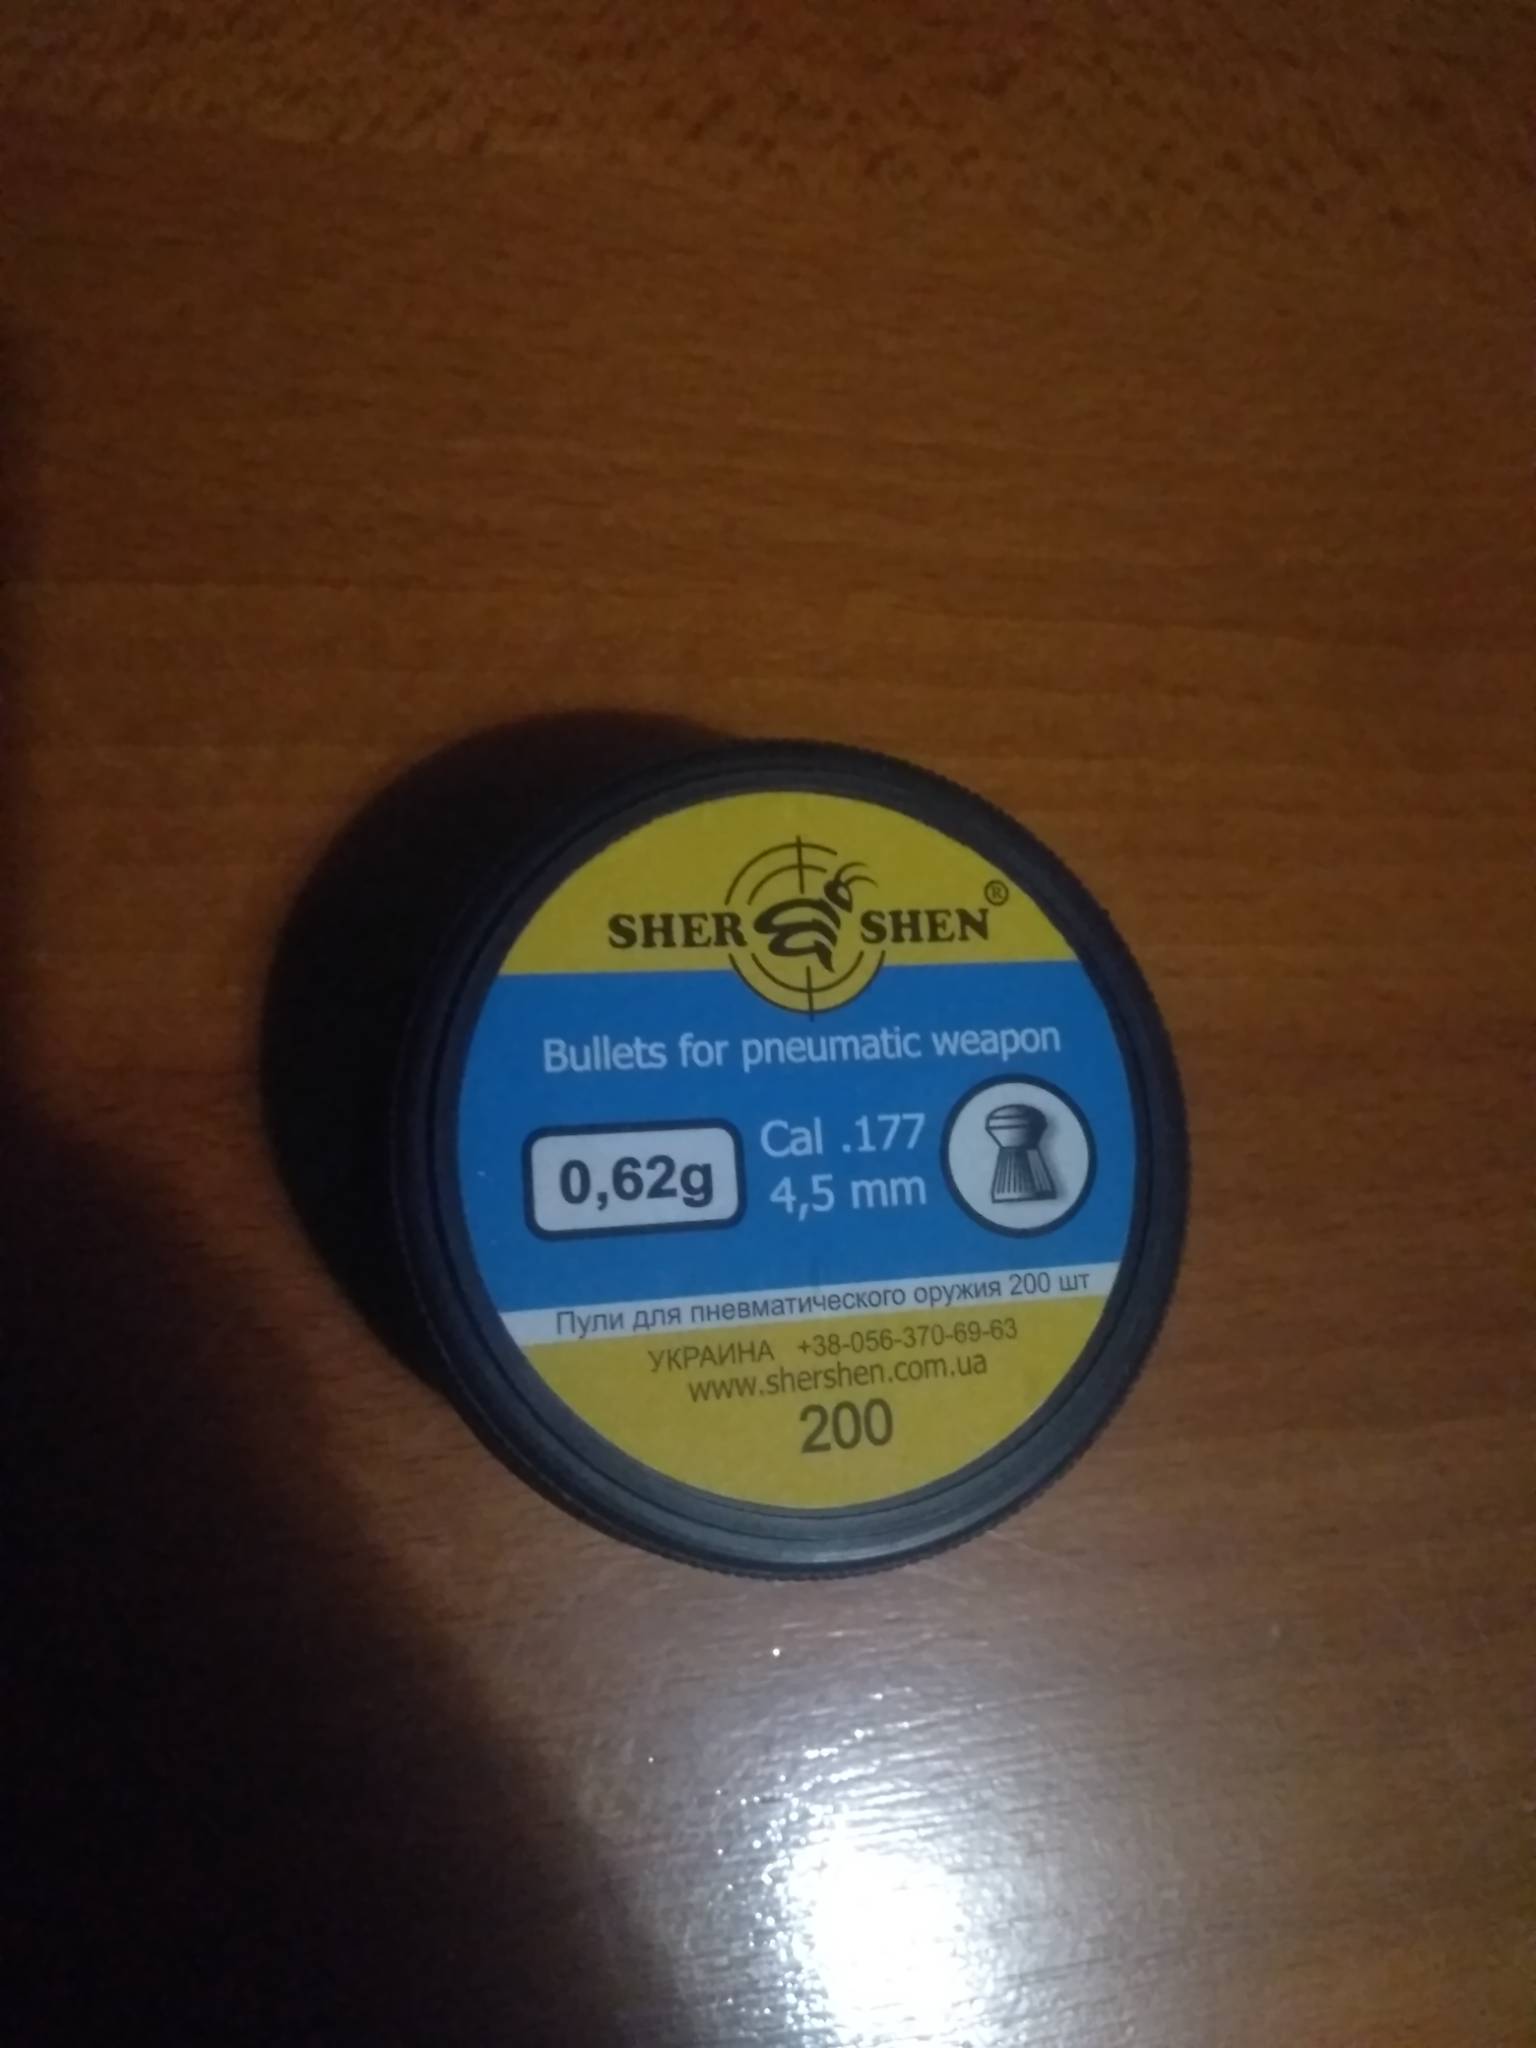 SHER SHEN ®
Bullets for pneumatic weapon
0,62g
Cal .177
4,5 mm
Пули для пневматического оружия 200 шт
УКРАИНА +38-056-370-69-63
www.shershen.com.ua
200